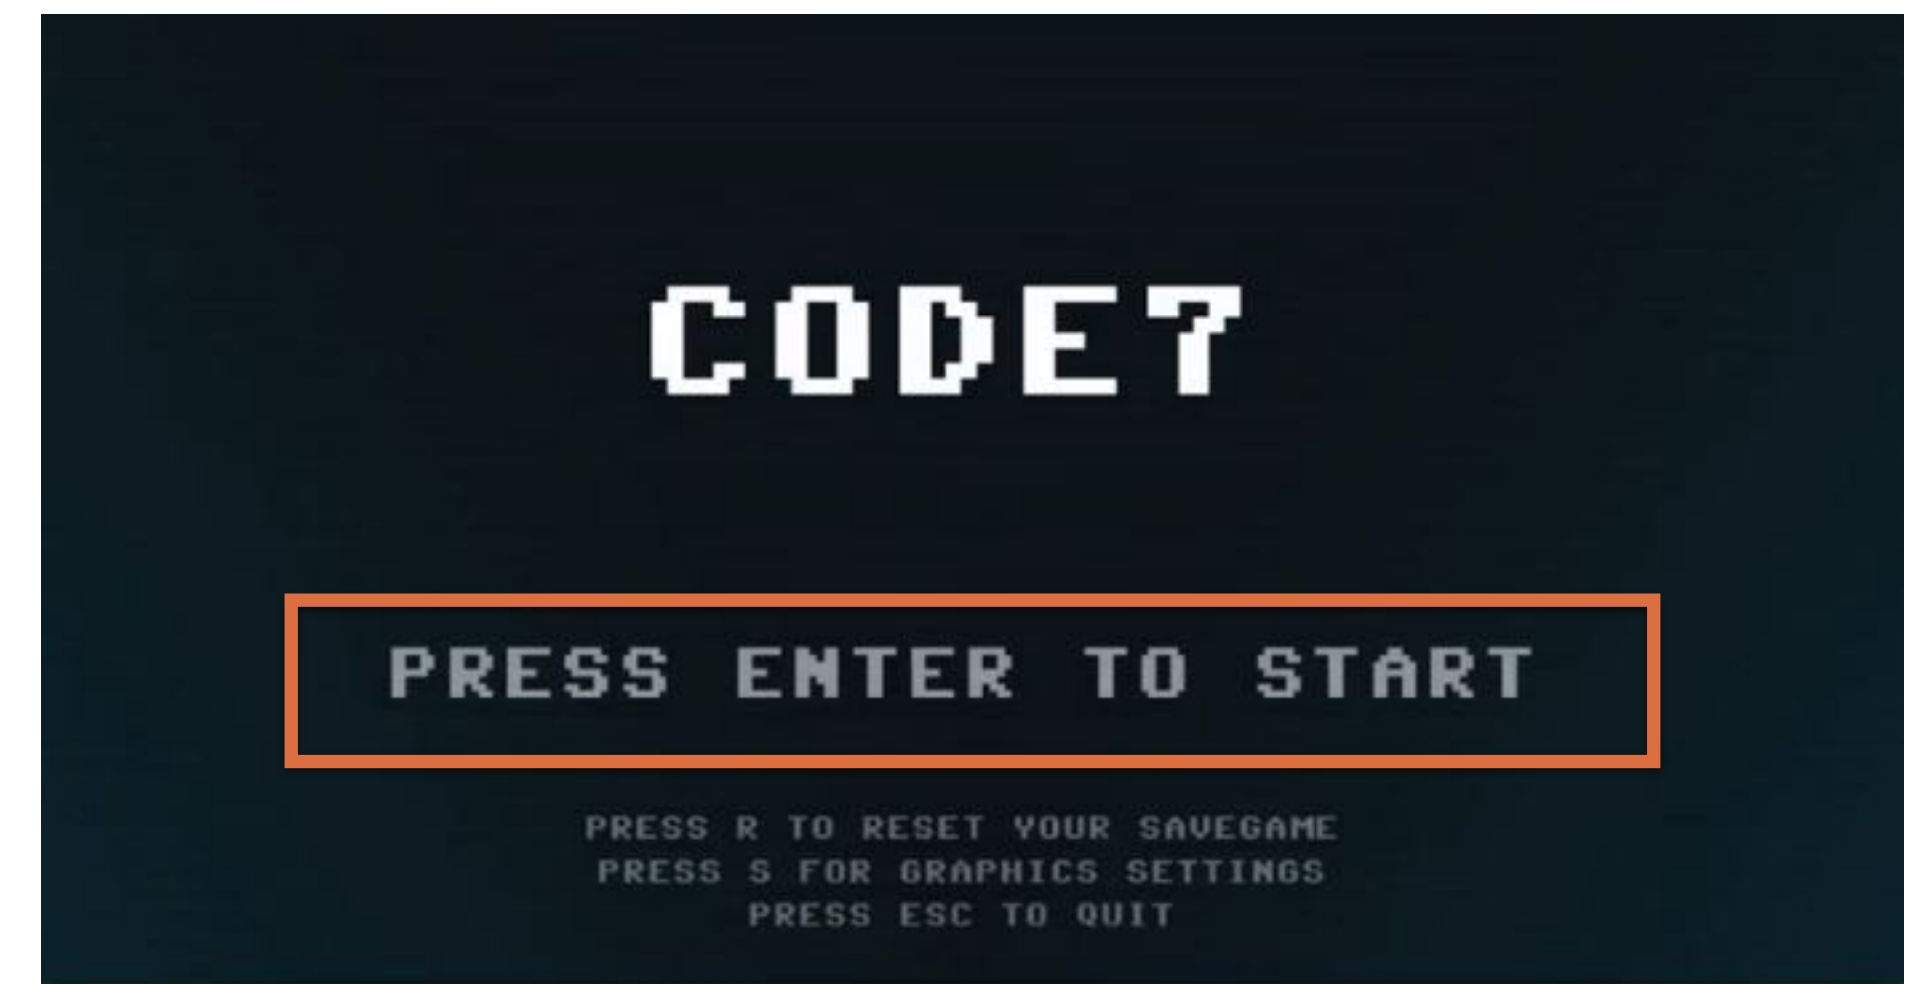 CODE7
PRESS ENTER TO START
PRESS R TO RESET YOUR SAVEGAME
PRESS S FOR GRAPHICS SETTINGS
PRESS ESC TO QUIT